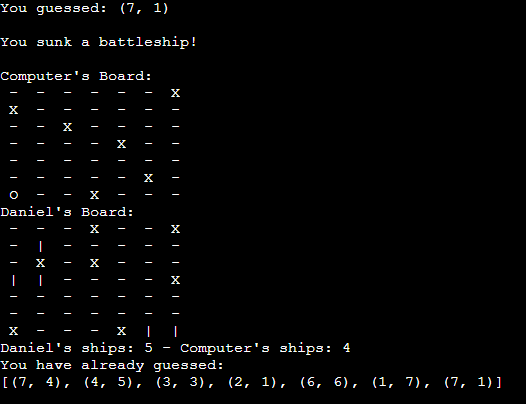 You guessed: (7, 1)
You sunk a battleship!
Computer's Board:
- - - - - - X
X - - - - - -
- - X - - - -
- - - - X - -
- - - - - - -
- - - - - X -
O - - X - - -
Daniel's Board:
- - - X - - X
- | - - - - -
- X - X - - -
| | - - - - X
- - - - - - -
- - - - - - -
X - - - X | |
Daniel's ships: 5 - Computer's ships: 4
You have already guessed:
[(7, 4), (4, 5), (3, 3), (2, 1), (6, 6), (1, 7), (7, 1)]